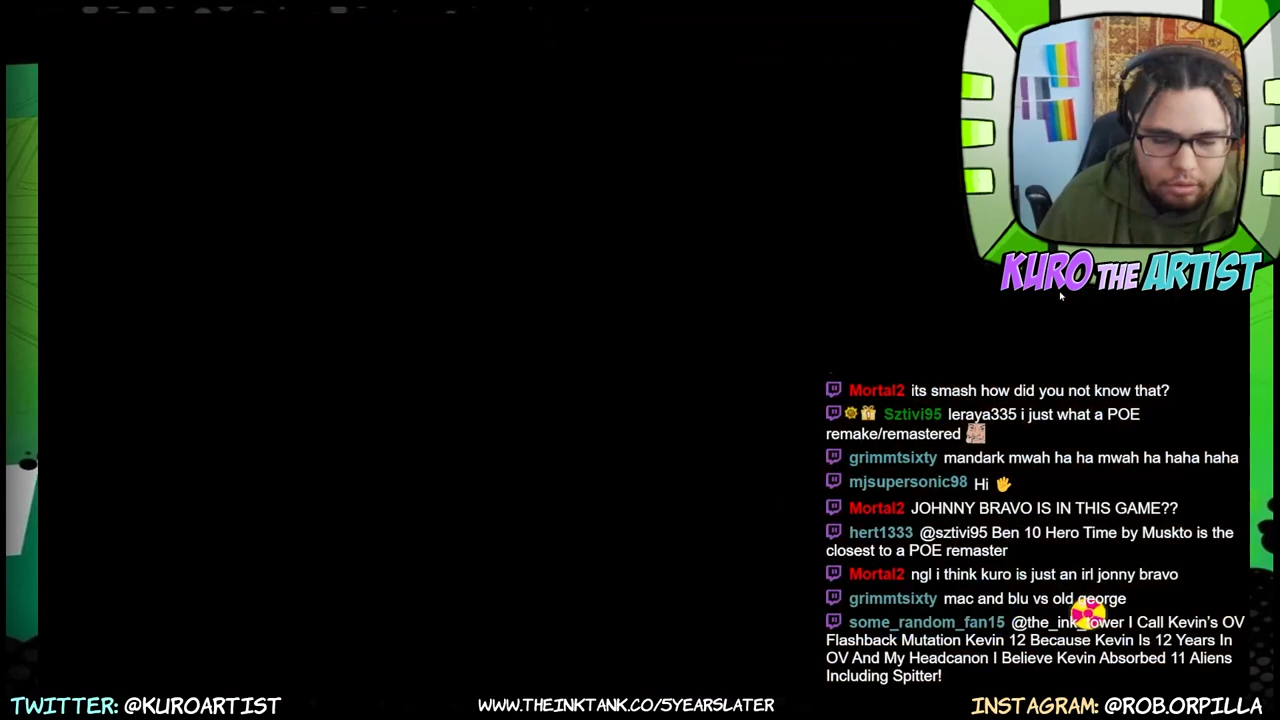 KURO THE ARTIST
Mortal2 its smash how did you not know that?
Sztivi95 leraya335 i just what a POE
remake/remastered
grimmtsixty mandark mwah ha ha mwah ha haha haha
mjsupersonic98 Hi
Mortal2 JOHNNY BRAVO IS IN THIS GAME??
hert1333 @sztivi95 Ben 10 Hero Time by Muskto is the
closest to a POE remaster
Mortal2 ngl i think kuro is just an irl jonny bravo
grimmtsixty mac and blu vs old george
some_random_fan15 @the_ink_tower I Call Kevin's OV
Flashback Mutation Kevin 12 Because Kevin Is 12 Years In
OV And My Headcanon I Believe Kevin Absorbed 11 Aliens
Including Spitter!
TWITTER: @KUROARTIST
WWW.THEINKTANK.CO/5YEARSLATER
INSTAGRAM: @ROB.ORPILLA